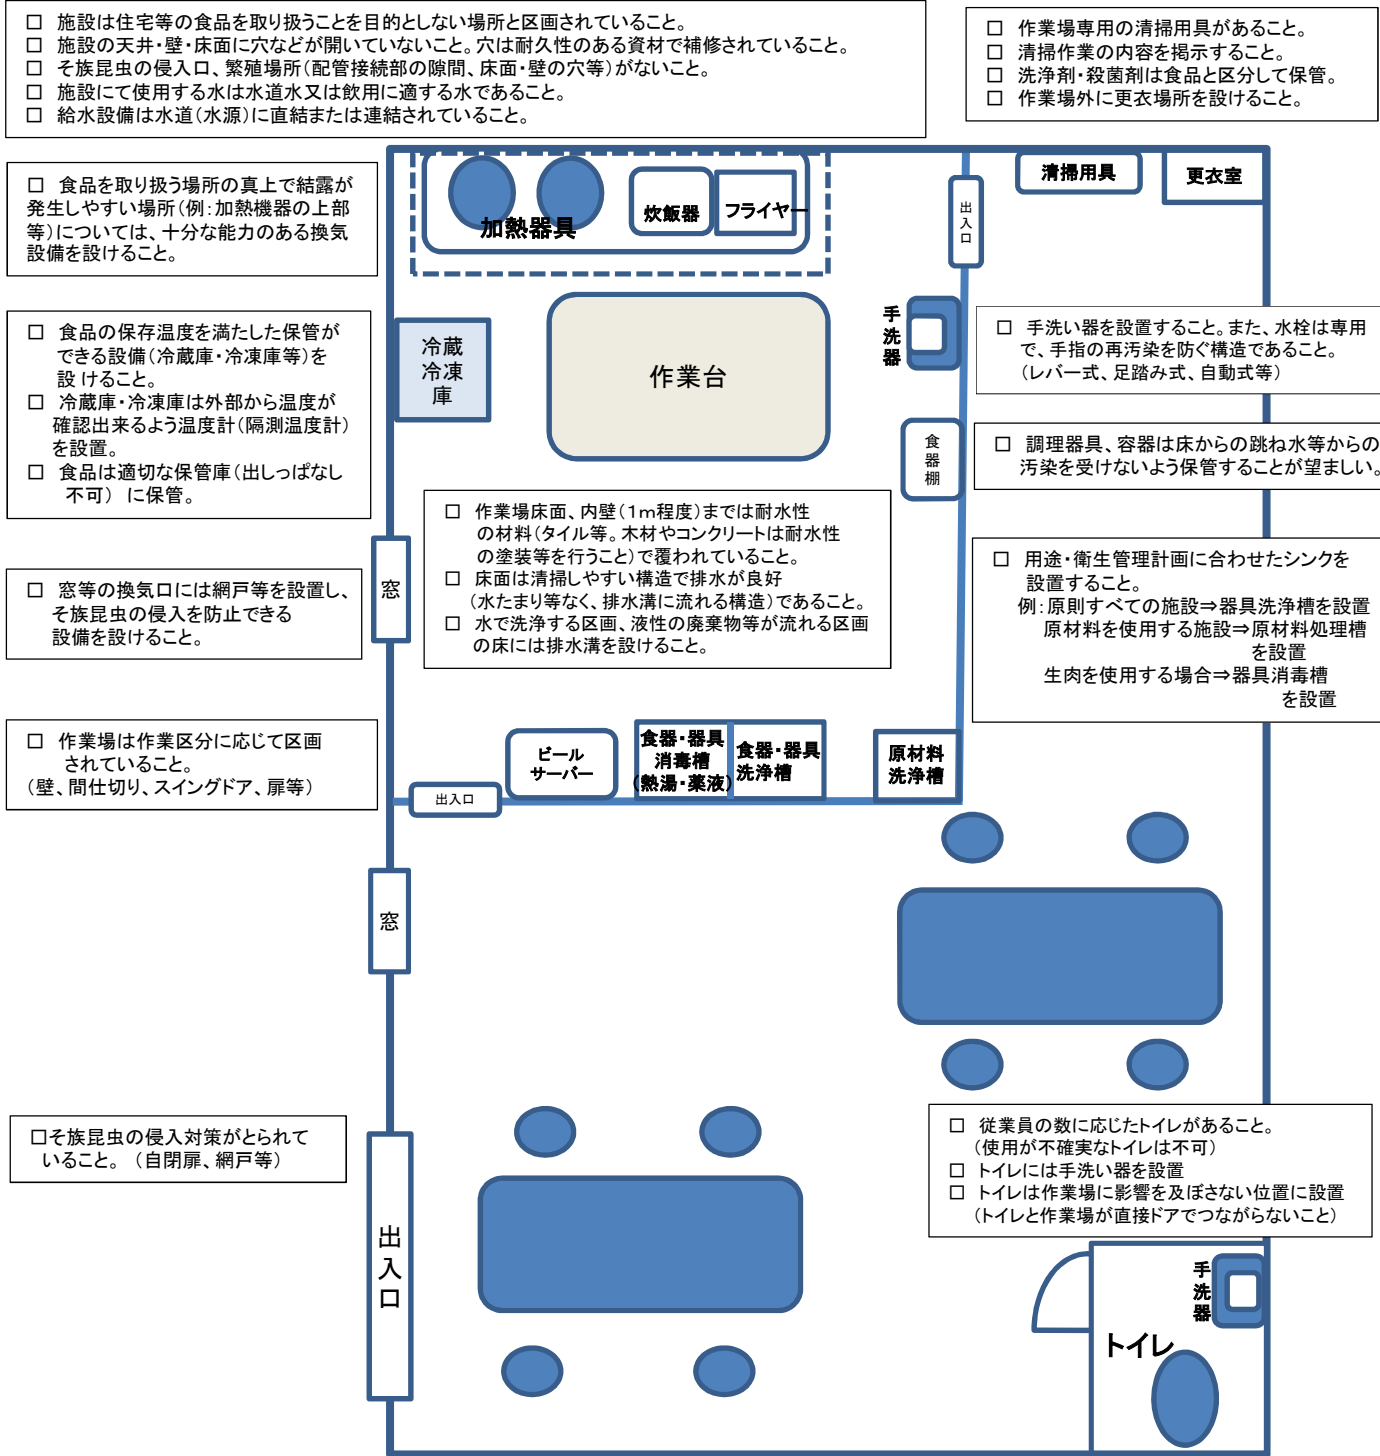 □ 施設は住宅等の食品を取り扱うことを目的としない場所と区画されていること。
□ 施設の天井・壁・床面に穴などが開いていないこと。穴は耐久性のある資材で補修されていること。
□ そ族昆虫の侵入口、繁殖場所(配管接続部の隙間、床面・壁の穴等)がないこと。
□ 施設にて使用する水は水道水又は飲用に適する水であること。
□ 給水設備は水道(水源)に直結または連結されていること。
□ 作業場専用の清掃用具があること。
□ 清掃作業の内容を掲示すること。
□ 洗浄剤・殺菌剤は食品と区分して保管。
□ 作業場外に更衣場所を設けること。
□ 食品を取り扱う場所の真上で結露が
発生しやすい場所(例:加熱機器の上部
等)については、十分な能力のある換気
設備を設けること。
加熱器具
炊飯器
フライヤー
出入口
清掃用具
更衣室
□ 食品の保存温度を満たした保管が
できる設備(冷蔵庫・冷凍庫等)を
設けること。
□ 冷蔵庫・冷凍庫は外部から温度が
確認出来るよう温度計(隔測温度計)
を設置。
□ 食品は適切な保管庫(出しっぱなし
不可) に保管。
冷蔵
冷凍
庫
作業台
手洗器
□ 手洗い器を設置すること。また、水栓は専用
で、手指の再汚染を防ぐ構造であること。
(レバー式、足踏み式、自動式等)
食器棚
□ 調理器具、容器は床からの跳ね水等からの
汚染を受けないよう保管することが望ましい。
□ 作業場床面、内壁(1m程度)までは耐水性
の材料(タイル等。木材やコンクリートは耐水性
の塗装等を行うこと)で覆われていること。
□ 床面は清掃しやすい構造で排水が良好
(水たまり等なく、排水溝に流れる構造)であること。
□ 水で洗浄する区画、液性の廃棄物等が流れる区画
の床には排水溝を設けること。
□ 用途・衛生管理計画に合わせたシンクを
設置すること。
例:原則すべての施設⇒器具洗浄槽を設置
原材料を使用する施設⇒原材料処理槽
を設置
生肉を使用する場合⇒器具消毒槽
を設置
窓
□ 窓等の換気口には網戸等を設置し、
そ族昆虫の侵入を防止できる
設備を設けること。
□ 作業場は作業区分に応じて区画
されていること。
(壁、間仕切り、スイングドア、扉等)
出入口
ビール
サーバー
食器・器具
消毒槽
(熱湯・薬液)
食器・器具
洗浄槽
原材料
洗浄槽
窓
□そ族昆虫の侵入対策がとられて
いること。 (自閉扉、網戸等)
出入口
□ 従業員の数に応じたトイレがあること。
(使用が不確実なトイレは不可)
□ トイレには手洗い器を設置
□ トイレは作業場に影響を及ぼさない位置に設置
(トイレと作業場が直接ドアでつながらないこと)
手洗器
トイレ